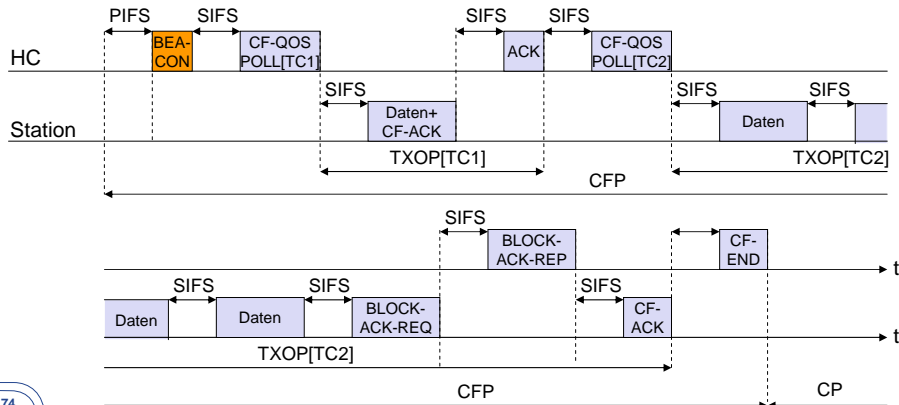 PIFS SIFS SIFS SIFS
HC
BEA-
CON
CF-QOS
POLL[TC1]
ACK
CF-QOS
POLL[TC2]
SIFS SIFS SIFS
Station
Daten+
CF-ACK
Daten
TXOP[TC1] TXOP[TC2]
CFP
SIFS
BLOCK-
ACK-REP
CF-
END
t
SIFS SIFS SIFS
Daten
Daten
BLOCK-
ACK-REQ
CF-
ACK
t
TXOP[TC2]
CFP CP
74